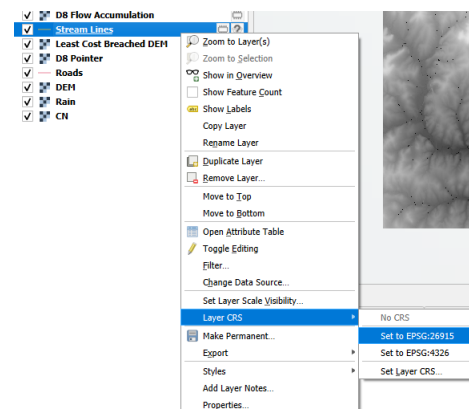 D8 Flow Accumulation
Stream Lines
Least Cost Breached DEM
D8 Pointer
Roads
DEM
Rain
CN
Zoom to Layer(s)
Zoom to Selection
Show in Overview
Show Feature Count
Show Labels
Copy Layer
Rename Layer
Duplicate Layer
Remove Layer...
Move to Top
Move to Bottom
Open Attribute Table
Toggle Editing
Filter...
Change Data Source...
Set Layer Scale Visibility...
Layer CRS
Make Permanent...
Export
Styles
Add Layer Notes...
Properties...
No CRS
Set to EPSG:26915
Set to EPSG:4326
Set Layer CRS...